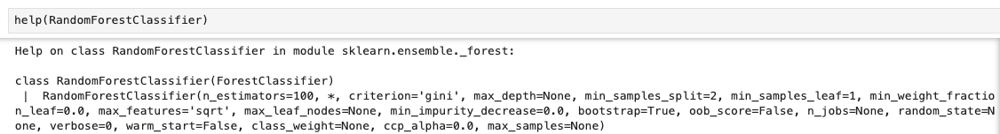 help(RandomForestClassifier)
Help on class RandomForestClassifier in module sklearn.ensemble._forest:
class RandomForestClassifier(ForestClassifier)
 |  RandomForestClassifier(n_estimators=100, *, criterion='gini', max_depth=None, min_samples_split=2, min_samples_leaf=1, min_weight_fractio
n_leaf=0.0, max_features='sqrt', max_leaf_nodes=None, min_impurity_decrease=0.0, bootstrap=True, oob_score=False, n_jobs=None, random_state=N
one, verbose=0, warm_start=False, class_weight=None, ccp_alpha=0.0, max_samples=None)